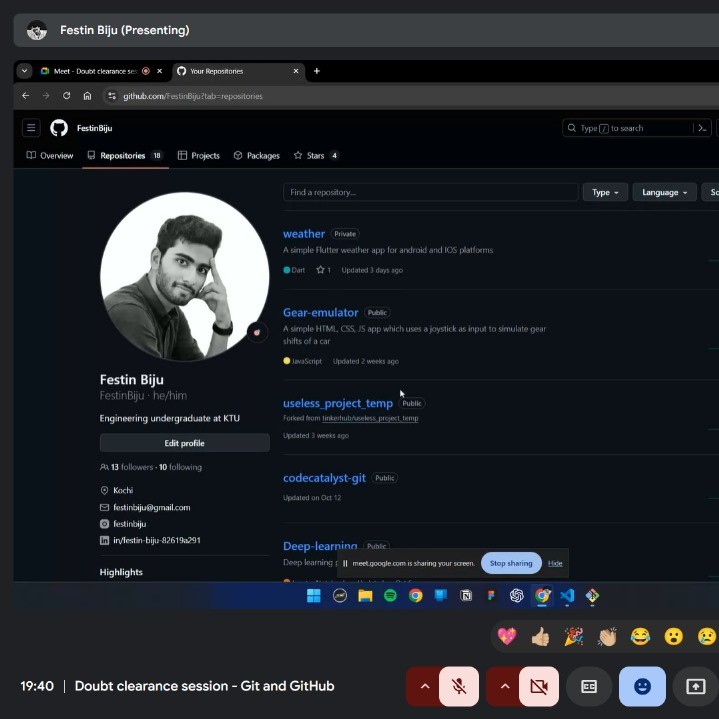 Festin Biju (Presenting)
Meet - Doubt clearance ses
Your Repositories
github.com/FestinBiju?tab=repositories
FestinBiju
Type / to search
Overview
Repositories 18
Projects
Packages
Stars 4
Find a repository...
Type
Language
So
weather Private
A simple Flutter weather app for android and IOS platforms
Dart 1 Updated 3 days ago
Gear-emulator Public
A simple HTML, CSS, JS app which uses a joystick as input to simulate gear
shifts of a car
JavaScript Updated 2 weeks ago
useless_project_temp Public
Forked from tinkerhub/useless_project_temp
Updated 3 weeks ago
codecatalyst-git Public
Updated on Oct 12
Deep-learning Public
Deep learning
Festin Biju
FestinBiju · he/him
Engineering undergraduate at KTU
Edit profile
13 followers · 10 following
Kochi
festinbiju@gmail.com
festinbiju
in/festin-biju-82619a291
Highlights
meet.google.com is sharing your screen.
Stop sharing
Hide
19:40 | Doubt clearance session - Git and GitHub